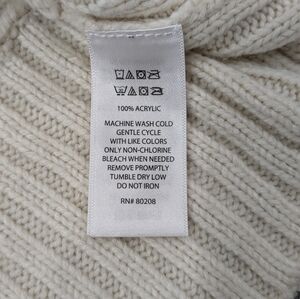 100% ACRYLIC
MACHINE WASH COLD
GENTLE CYCLE
WITH LIKE COLORS
ONLY NON-CHLORINE
BLEACH WHEN NEEDED
REMOVE PROMPTLY
TUMBLE DRY LOW
DO NOT IRON
RN# 80208